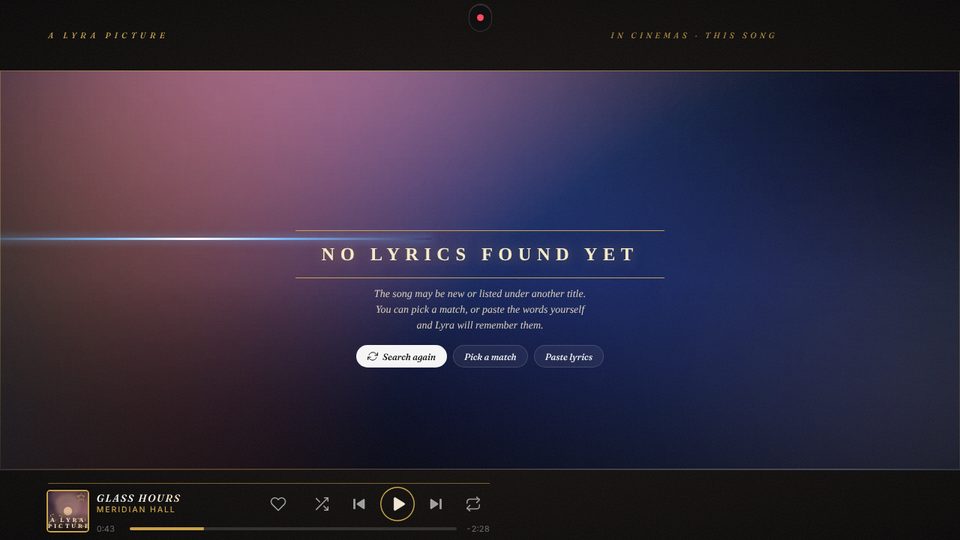 A LYRA PICTURE
IN CINEMAS · THIS SONG
NO LYRICS FOUND YET
The song may be new or listed under another title.
You can pick a match, or paste the words yourself
and Lyra will remember them.
Search again
Pick a match
Paste lyrics
A LYRA
PICTURE
GLASS HOURS
MERIDIAN HALL
0:43
-2:28